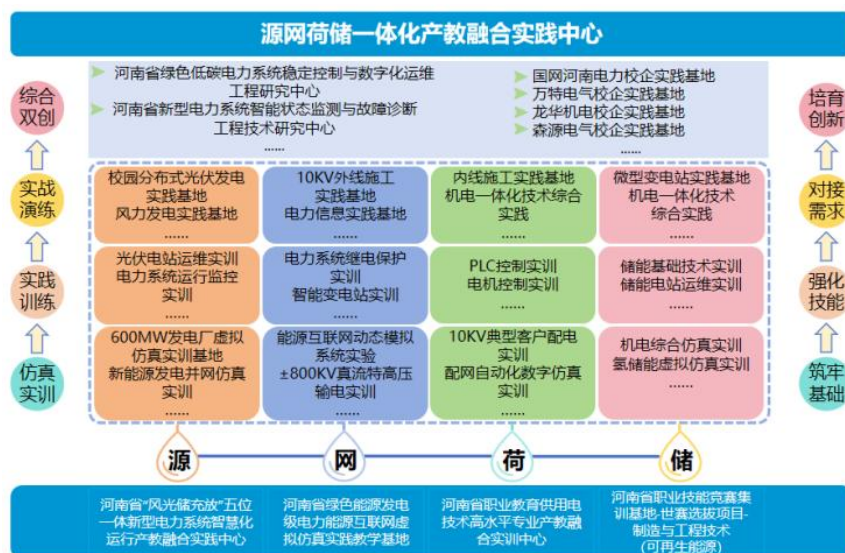 源网荷储一体化产教融合实践中心
河南省绿色低碳电力系统稳定控制与数字化运维
工程研究中心
河南省新型电力系统智能状态监测与故障诊断
工程技术研究中心
......
国网河南电力校企实践基地
万特电气校企实践基地
龙华机电校企实践基地
森源电气校企实践基地
......
综合
双创
实战
演练
实践
训练
仿真
实训
校园分布式光伏发电
实践基地
风力发电实践基地
......
10KV外线施工
实践基地
电力信息实践基地
......
内线施工实践基地
机电一体化技术综合
实践
......
微型变电站实践基地
机电一体化技术
综合实践
......
光伏电站运维实训
电力系统运行监控
实训
......
电力系统继电保护
实训
智能变电站实训
......
PLC控制实训
电机控制实训
......
储能基础技术实训
储能电站运维实训
......
600MW发电厂虚拟
仿真实训基地
新能源发电并网仿真
实训
......
能源互联网动态模拟
系统实验
±800KV直流特高压
输电实训
......
10KV典型客户配电
实训
配网自动化数字仿真
实训
......
机电综合仿真实训
氢储能虚拟仿真实训
......
培育
创新
对接
需求
强化
技能
筑牢
基础
源
网
荷
储
河南省“风光储充放”五位
一体新型电力系统智慧化
运行产教融合实践中心
河南省绿色能源发电
级电力能源互联网虚
拟仿真实践教学基地
河南省职业教育供用电
技术高水平专业产教融
合实训中心
河南省职业技能竞赛集
训基地-世赛选拔项目-
制造与工程技术
(可再生能源)